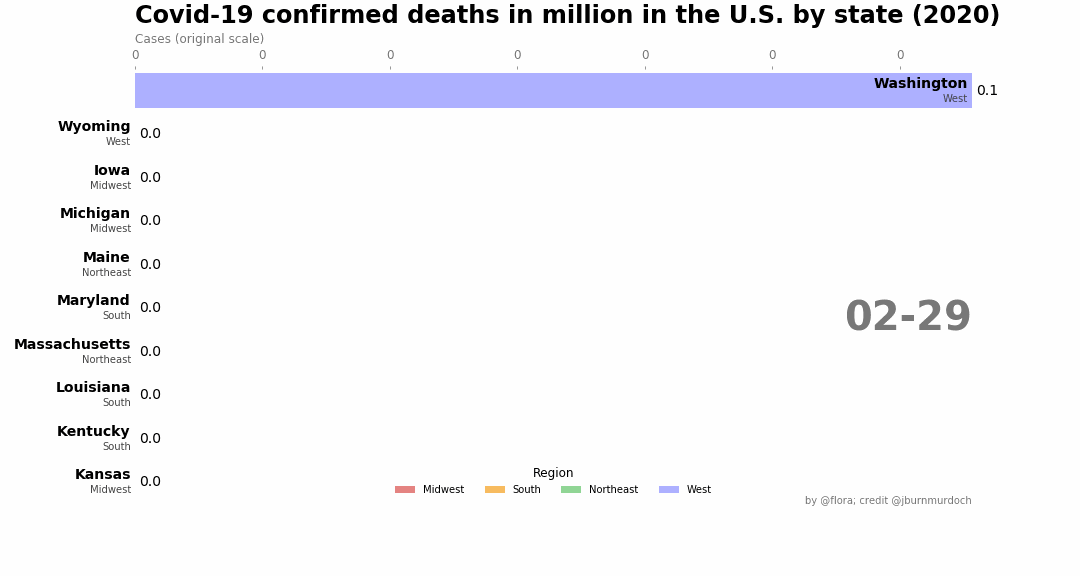 Covid-19 confirmed deaths in million in the U.S. by state (2020)
Cases (original scale)
0 0 0 0 0 0 0
Washington
West
0.1
Wyoming
West
0.0
Iowa
Midwest
0.0
Michigan
Midwest
0.0
Maine
Northeast
0.0
Maryland
South
0.0
02-29
Massachusetts
Northeast
0.0
Louisiana
South
0.0
Kentucky
South
0.0
Kansas
Midwest
0.0
Region
Midwest South Northeast West
by @flora; credit @jburnmurdoch